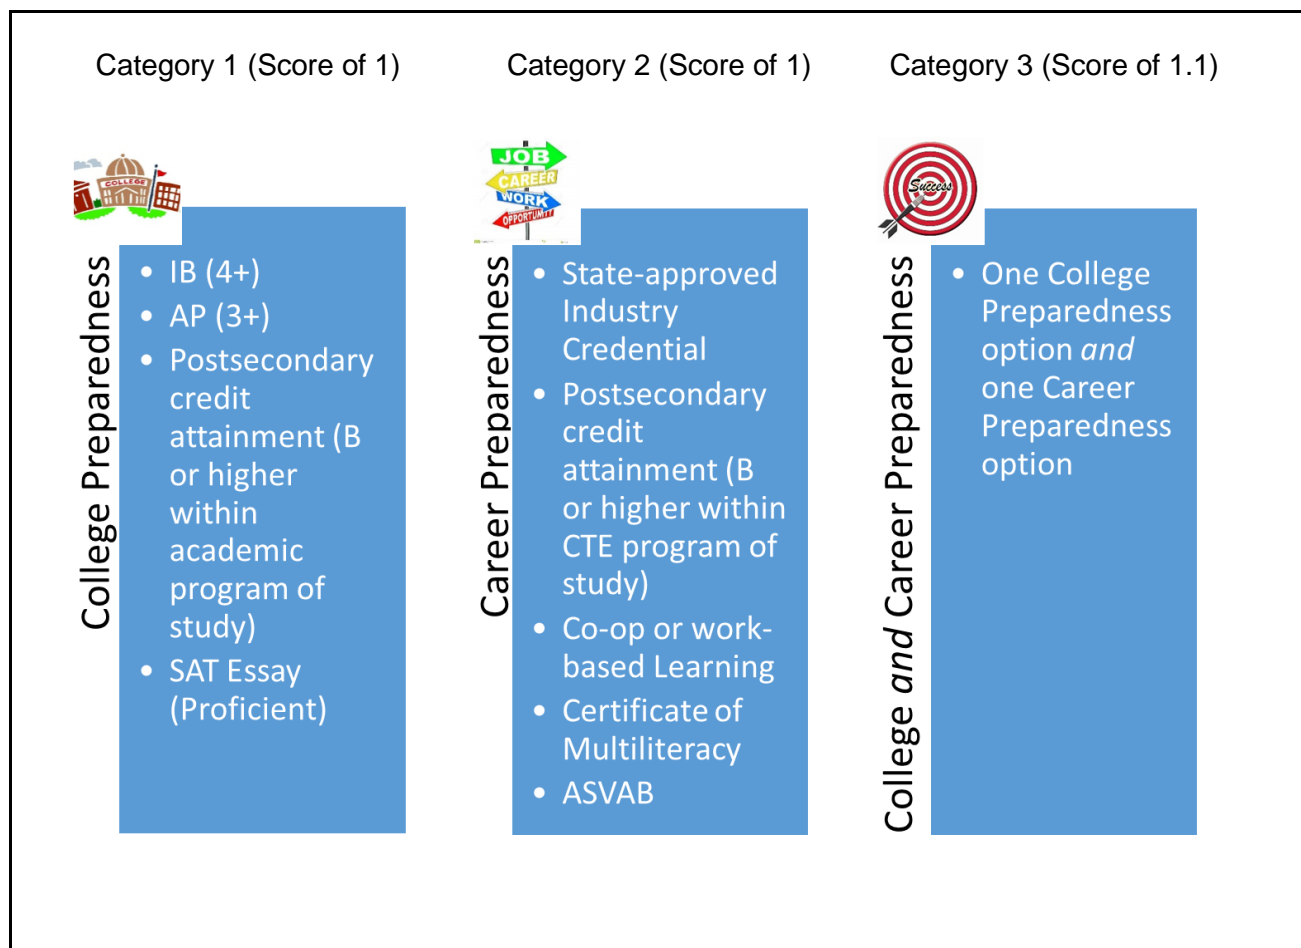 Category 1 (Score of 1)
Category 2 (Score of 1)
Category 3 (Score of 1.1)
COLLEGE
College Preparedness
• IB (4+)
• AP (3+)
• Postsecondary
credit
attainment (B
or higher
within
academic
program of
study)
• SAT Essay
(Proficient)
JOB
CAREER
WORK
OPPORTUNITY
Career Preparedness
• State-approved
Industry
Credential
• Postsecondary
credit
attainment (B
or higher within
CTE program of
study)
• Co-op or work-
based Learning
• Certificate of
Multiliteracy
• ASVAB
Success
College and Career Preparedness
• One College
Preparedness
option and
one Career
Preparedness
option